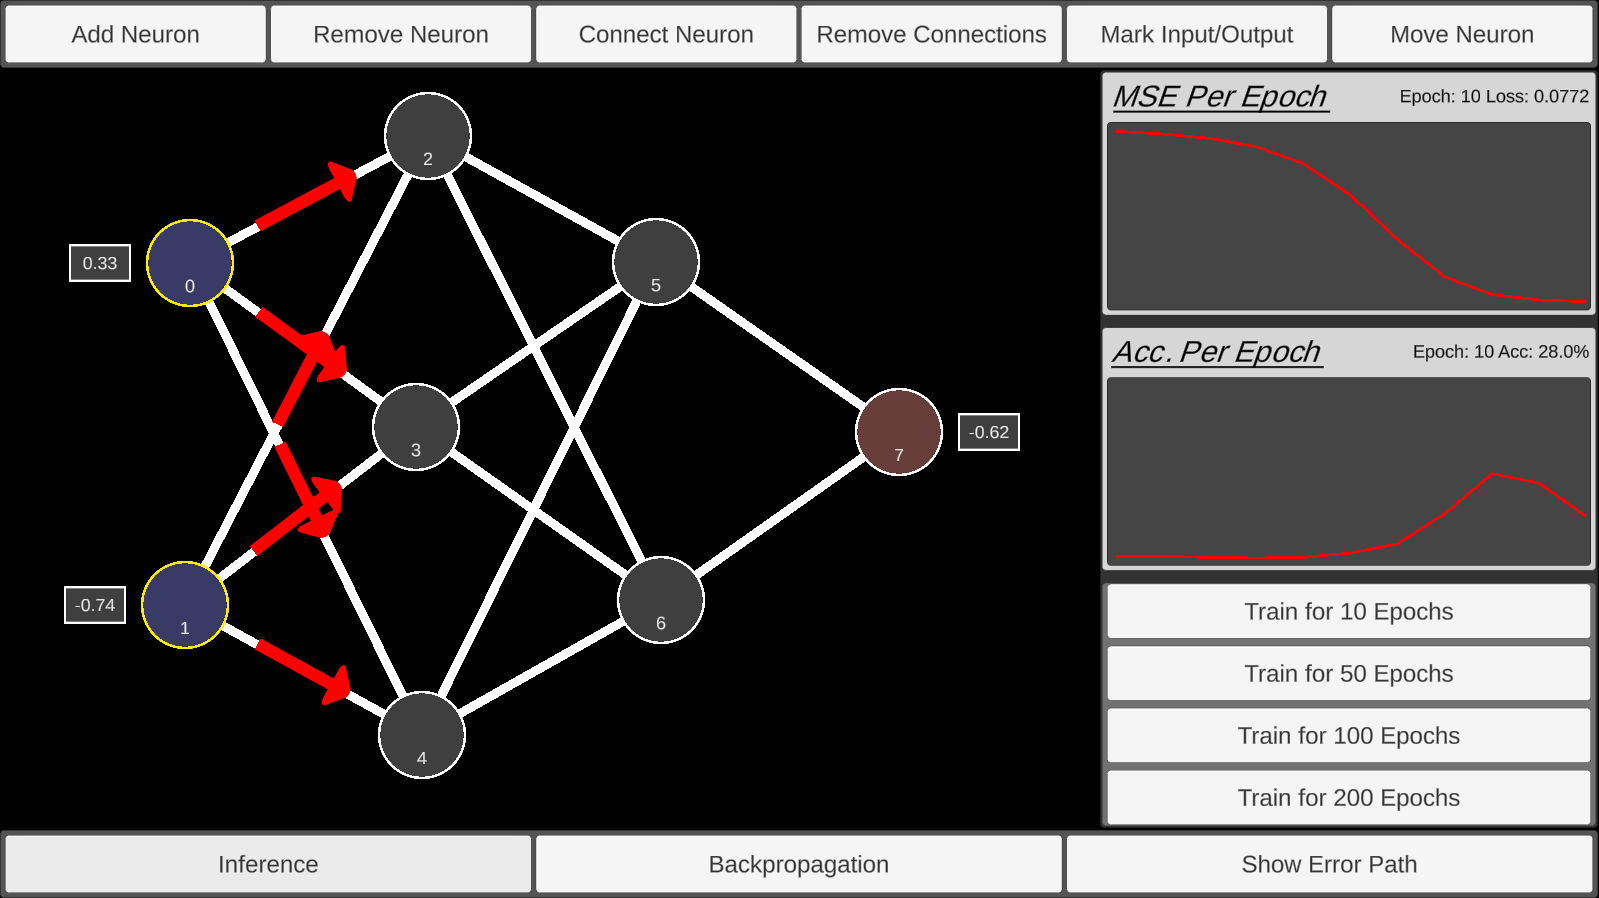 Add Neuron
Remove Neuron
Connect Neuron
Remove Connections
Mark Input/Output
Move Neuron
MSE Per Epoch
Epoch: 10 Loss: 0.0772
2
0.33
0
5
Acc. Per Epoch
Epoch: 10 Acc: 28.0%
3
7
-0.62
-0.74
1
6
4
Train for 10 Epochs
Train for 50 Epochs
Train for 100 Epochs
Train for 200 Epochs
Inference
Backpropagation
Show Error Path